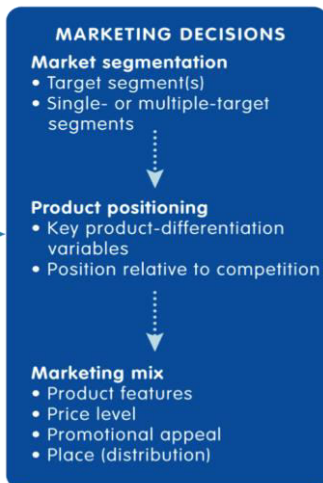 MARKETING DECISIONS
Market segmentation
• Target segment(s)
• Single- or multiple-target
segments
Product positioning
• Key product-differentiation
variables
• Position relative to competition
Marketing mix
• Product features
• Price level
• Promotional appeal
• Place (distribution)